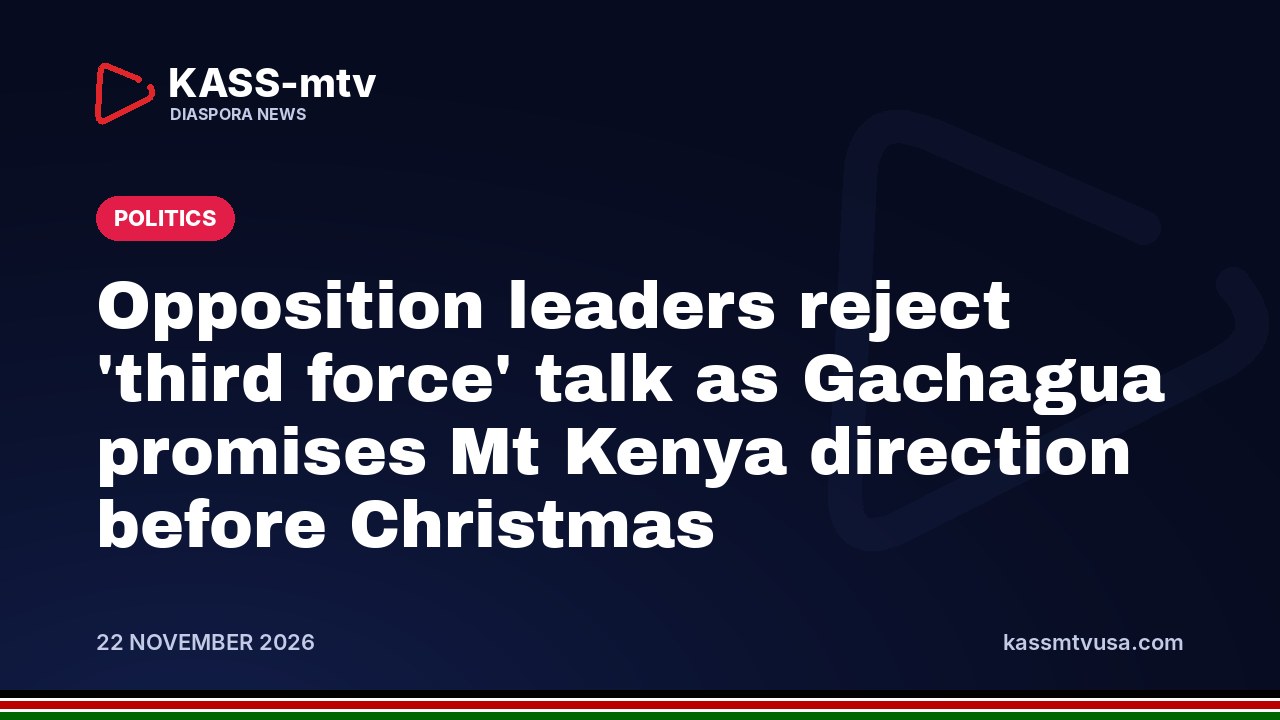 KASS-mtv
DIASPORA NEWS
POLITICS
Opposition leaders reject
'third force' talk as Gachagua
promises Mt Kenya direction
before Christmas
22 NOVEMBER 2026
kassmtvusa.com